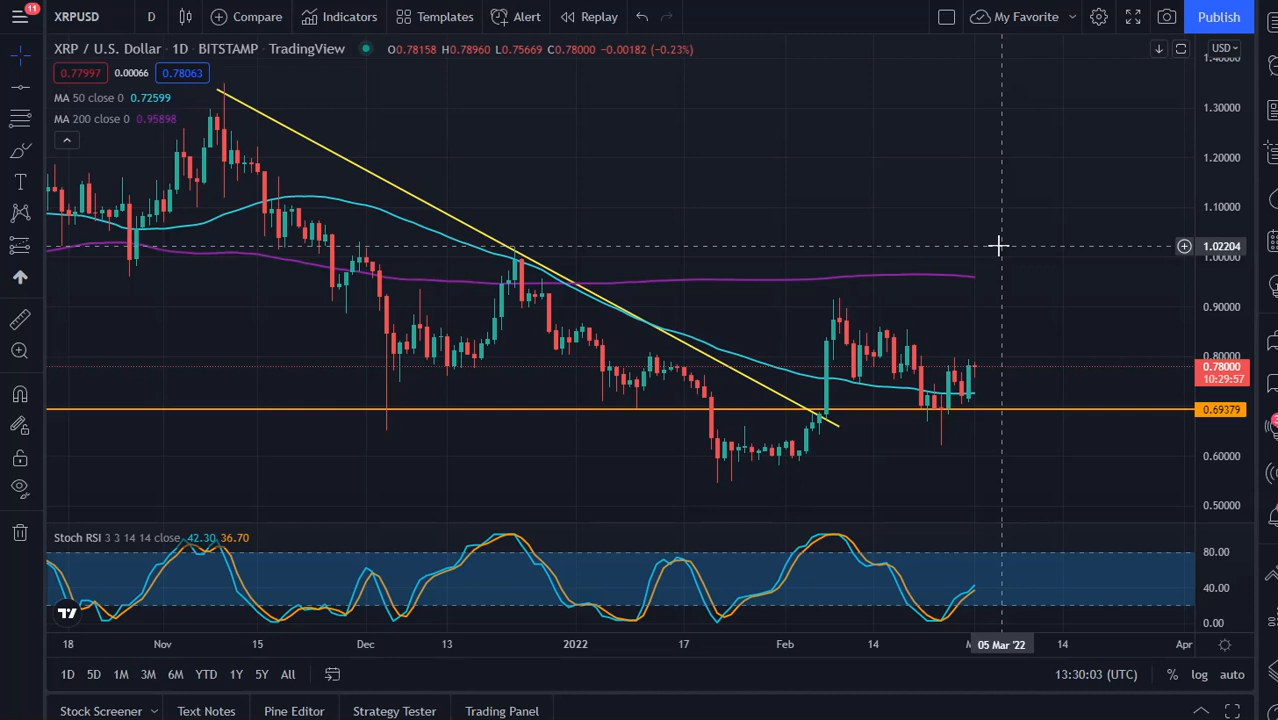 11
XRPUSD D Compare Indicators Templates Alert Replay My Favorite Publish
XRP / U.S. Dollar · 1D · BITSTAMP · TradingView O0.78158 H0.78960 L0.75669 C0.78000 −0.00182 (−0.23%) USD
0.77997 0.00066 0.78063
MA 50 close 0 0.72599
MA 200 close 0 0.95898
1.40000
1.30000
1.20000
1.10000
1.02204
1.00000
0.90000
0.80000
0.78000
10:29:57
0.69379
0.60000
0.50000
Stoch RSI 3 3 14 14 close 42.30 36.70
80.00
40.00
0.00
18 Nov 15 Dec 13 2022 17 Feb 14 05 Mar '22 14 Apr
1D 5D 1M 3M 6M YTD 1Y 5Y All 13:30:03 (UTC) % log auto
Stock Screener Text Notes Pine Editor Strategy Tester Trading Panel